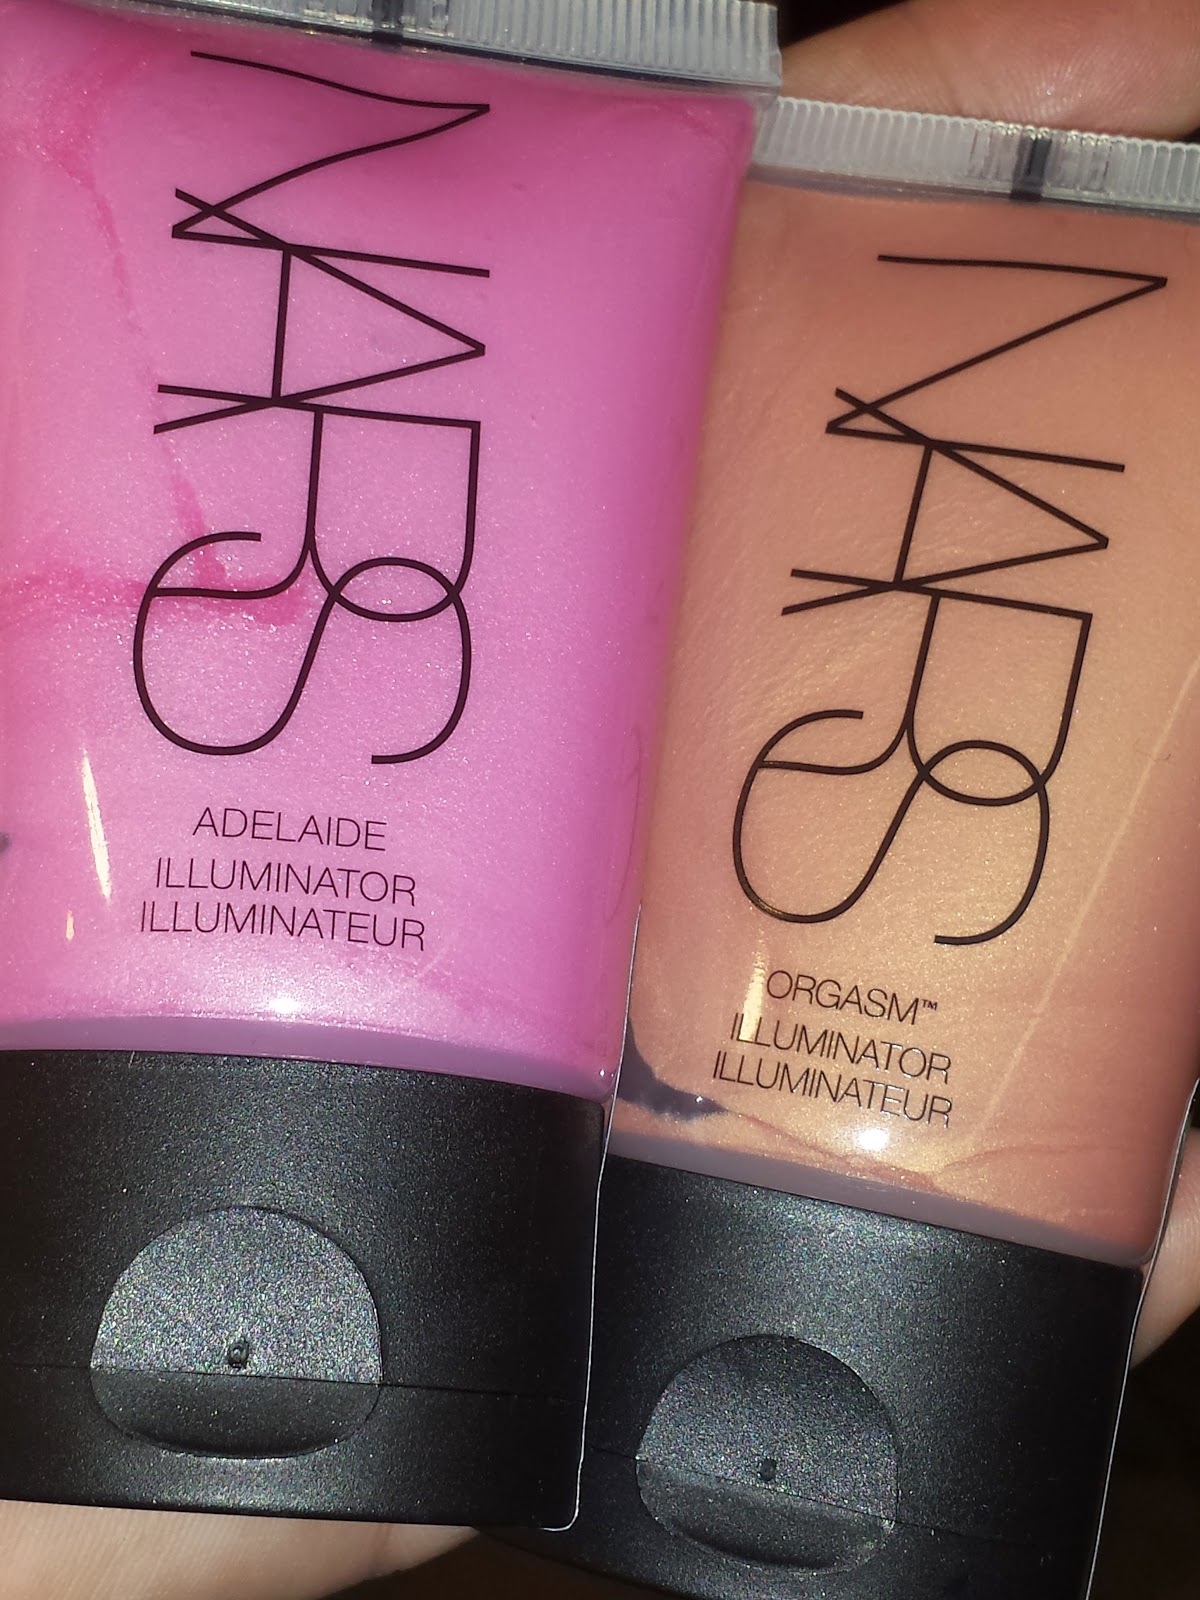 NARS
ADELAIDE
ILLUMINATOR
ILLUMINATEUR
NARS
ORGASM™
ILLUMINATOR
ILLUMINATEUR